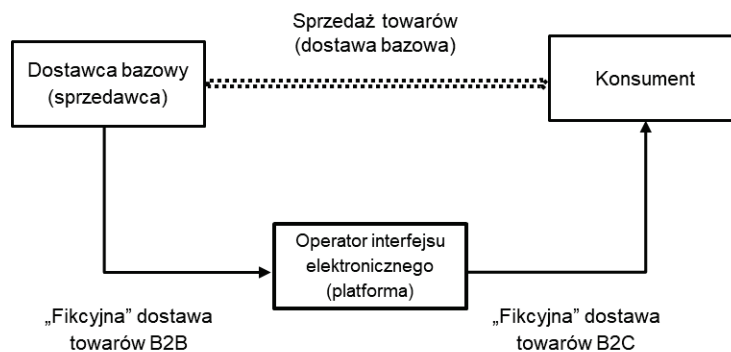 Sprzedaż towarów
(dostawa bazowa)
Dostawca bazowy
(sprzedawca)
Konsument
Operator interfejsu
elektronicznego
(platforma)
„Fikcyjna” dostawa
towarów B2B
„Fikcyjna” dostawa
towarów B2C